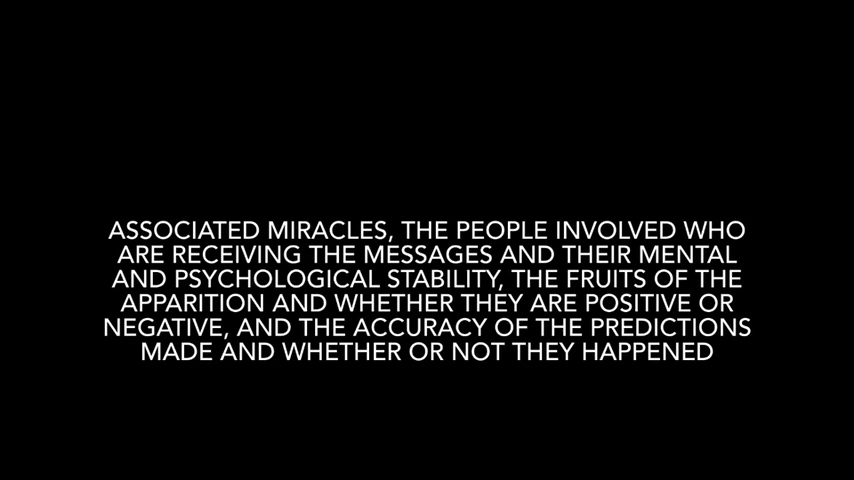 ASSOCIATED MIRACLES, THE PEOPLE INVOLVED WHO
ARE RECEIVING THE MESSAGES AND THEIR MENTAL
AND PSYCHOLOGICAL STABILITY, THE FRUITS OF THE
APPARITION AND WHETHER THEY ARE POSITIVE OR
NEGATIVE, AND THE ACCURACY OF THE PREDICTIONS
MADE AND WHETHER OR NOT THEY HAPPENED